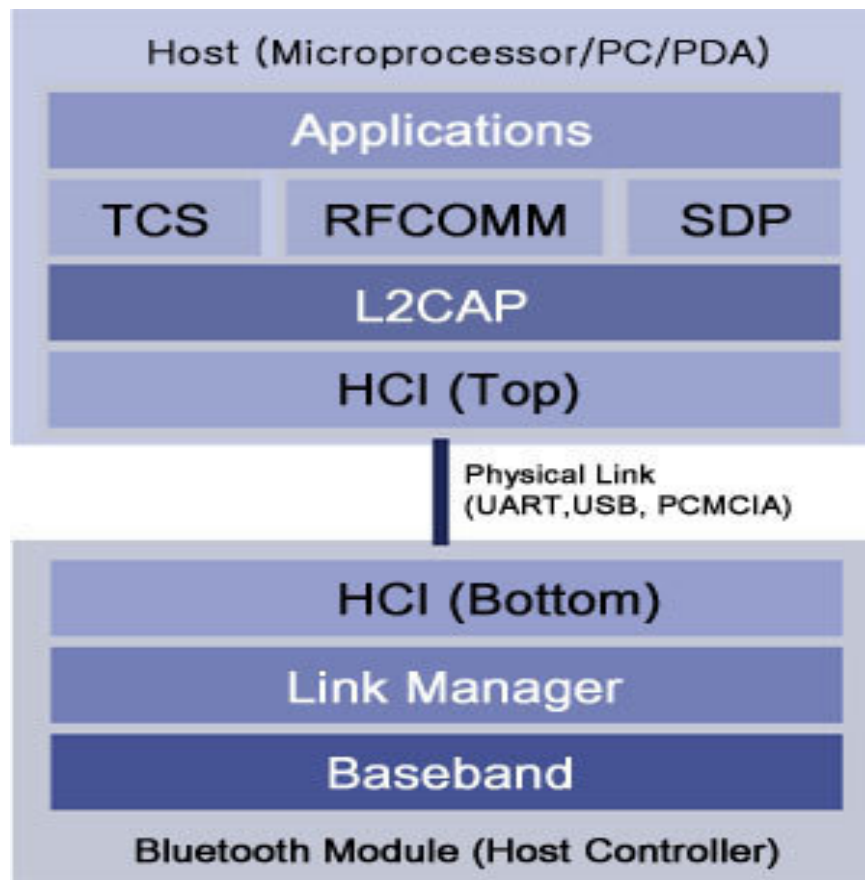 Host (Microprocessor/PC/PDA)
Applications
TCS RFCOMM SDP
L2CAP
HCI (Top)
Physical Link
(UART,USB, PCMCIA)
HCI (Bottom)
Link Manager
Baseband
Bluetooth Module (Host Controller)